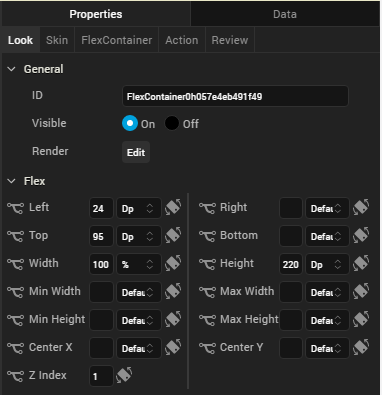 Properties Data
Look Skin FlexContainer Action Review
General
ID FlexContainer0h057e4eb491f49
Visible On Off
Render Edit
Flex
Left 24 Dp Right Defau
Top 95 Dp Bottom Defau
Width 100 % Height 220 Dp
Min Width Defau Max Width Defau
Min Height Defau Max Height Defau
Center X Defau Center Y Defau
Z Index 1